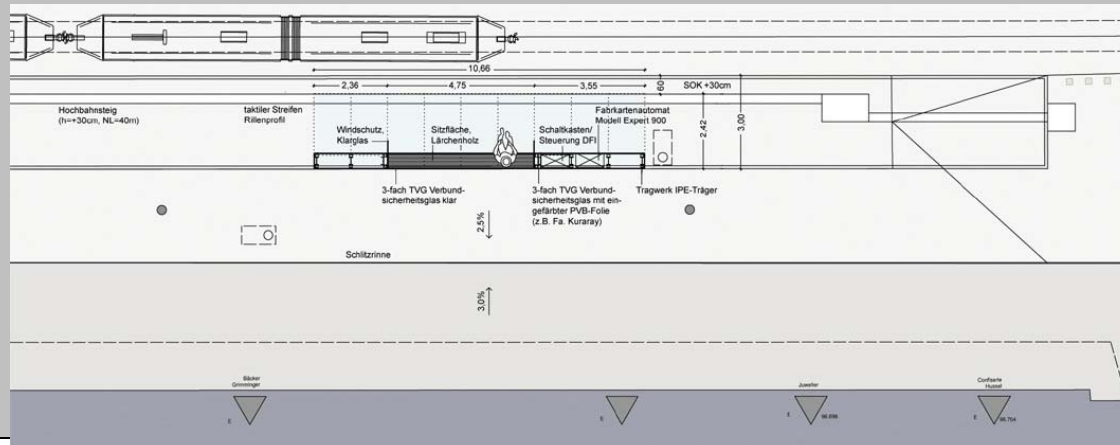 10,66
2,36
4,75
3,55
60
SOK +30cm
2,42
3,00
Hochbahnsteig
(h=+30cm, NL=40m)
taktiler Streifen
Rillenprofil
Windschutz,
Klarglas
Sitzfläche,
Lärchenholz
Schaltkasten/
Steuerung DFI
Fabrkartenautomat
Modell Expert 900
3-fach TVG Verbund-
sicherheitsglas klar
3-fach TVG Verbund-
sicherheitsglas mit ein-
gefärbter PVB-Folie
(z.B. Fa. Kuraray)
Tragwerk IPE-Träger
2,5%
Schlitzrinne
3,0%
Bäcker
Grimminger
E
E
Juwelier
E
Confiserie
Hussel
E
96.754